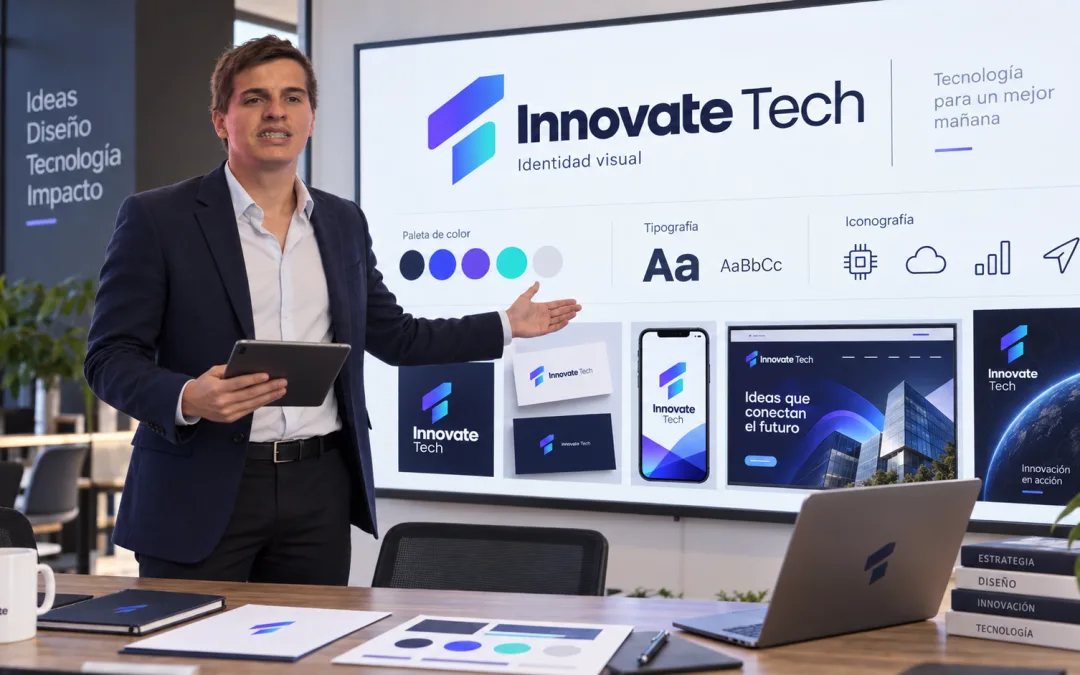 Ideas
Diseño
Tecnología
Impacto
Innovate Tech
Identidad visual
Tecnología
para un mejor
mañana
Paleta de color
Tipografía
Aa
AaBbCc
Iconografía
Innovate
Tech
Innovate Tech
Innovate Tech
Innovate
Tech
Innovate Tech
Ideas que
conectan
el futuro
Innovate
Tech
Innovación
en acción
ESTRATEGIA
DISEÑO
INNOVACIÓN
TECNOLOGÍA